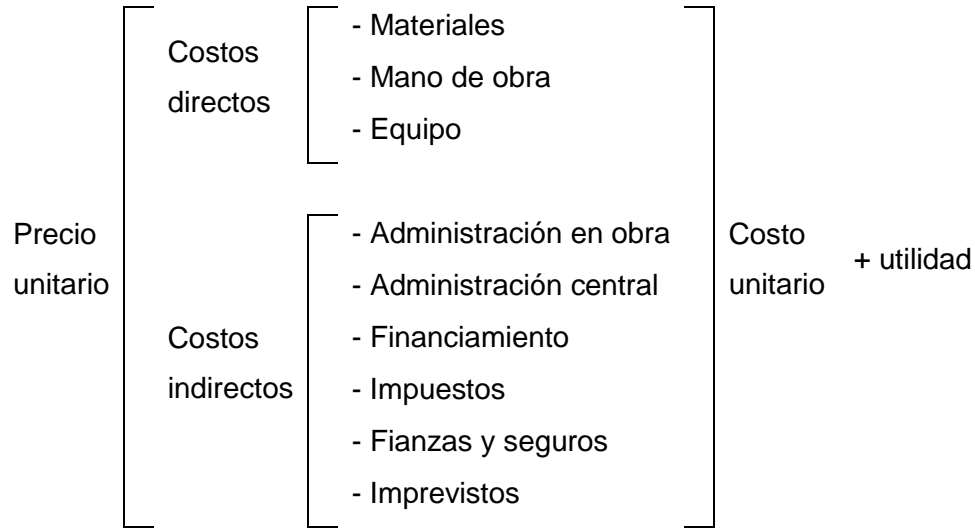 Precio
unitario
Costos
directos
- Materiales
- Mano de obra
- Equipo
Costos
indirectos
- Administración en obra
- Administración central
- Financiamiento
- Impuestos
- Fianzas y seguros
- Imprevistos
Costo
unitario
+ utilidad